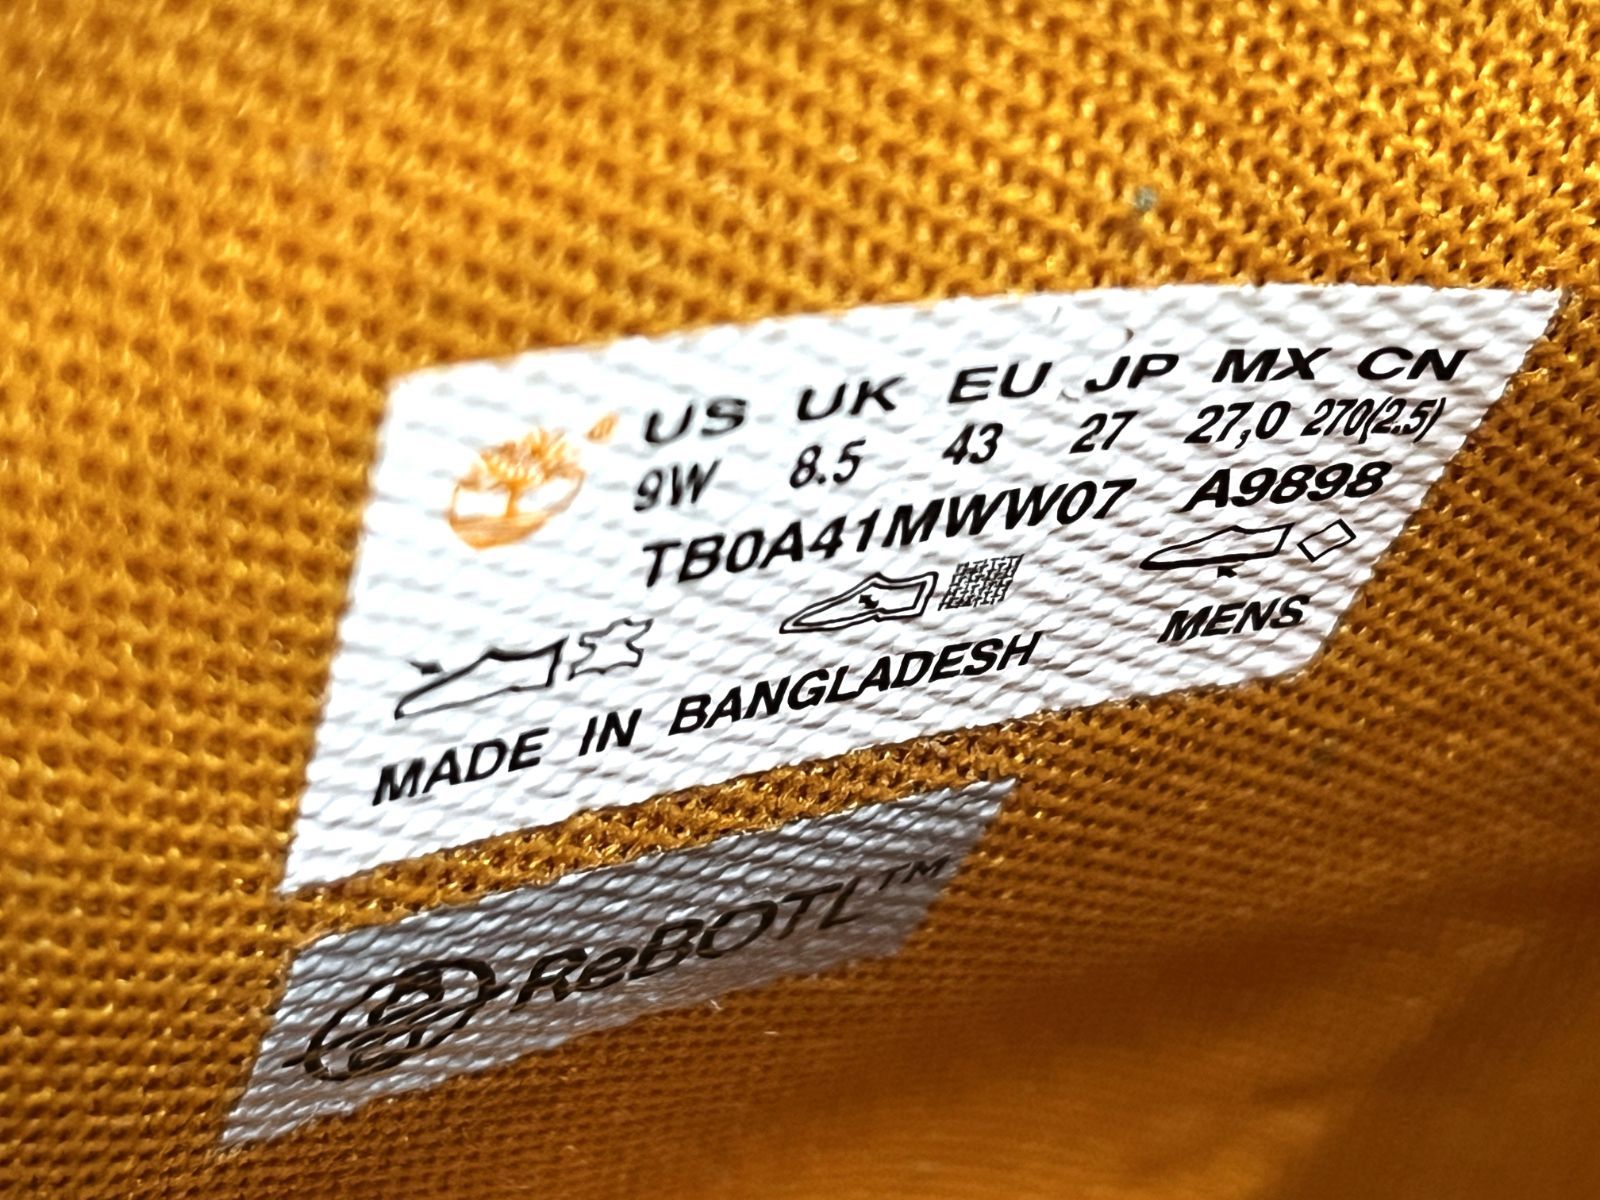 US UK EU JP MX CN
9W 8.5 43 27 27,0 270(2.5)
TB0A41MWW07 A9898
MENS
MADE IN BANGLADESH
ReBOTL™